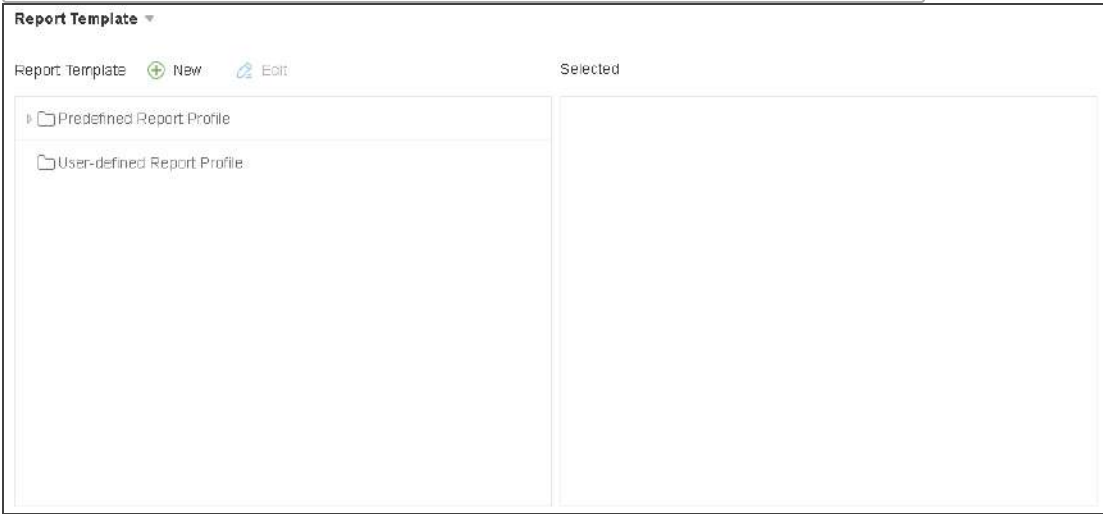 Report Template
Report Template New Edit Selected
Predefined Report Profile
User-defined Report Profile